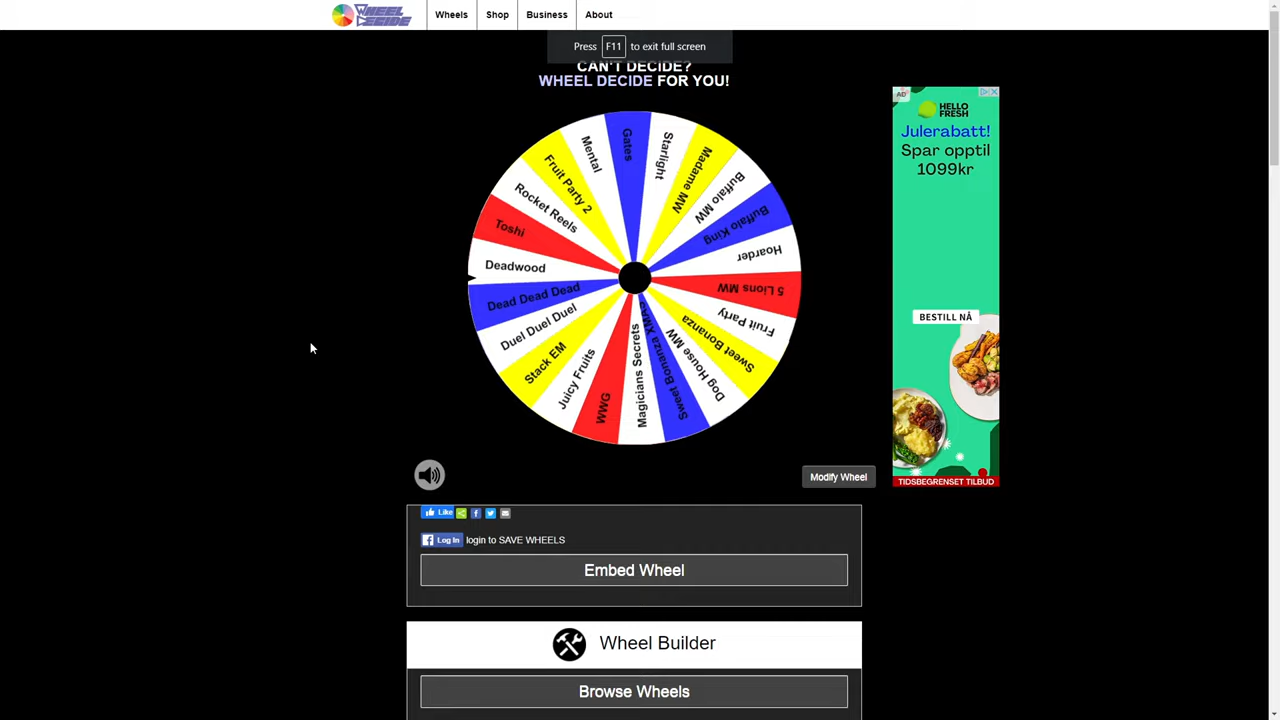 WHEEL DECIDE
Wheels
Shop
Business
About
Press F11 to exit full screen
CAN'T DECIDE?
WHEEL DECIDE FOR YOU!
Gates
Starlight
Madame MW
Buffalo MW
Buffalo King
Hoarder
5 Lions MW
Fruit Party
Sweet Bonanza
Dog House MW
Sweet Bonanza XMAS
Magicians Secrets
WWG
Juicy Fruits
Stack EM
Duel Duel Duel
Dead Dead Dead
Deadwood
Toshi
Rocket Reels
Fruit Party 2
Mental
AD
HELLO
FRESH
Julerabatt!
Spar opptil
1099kr
BESTILL NÅ
TIDSBEGRENSET TILBUD
Modify Wheel
Like
Log In login to SAVE WHEELS
Embed Wheel
Wheel Builder
Browse Wheels